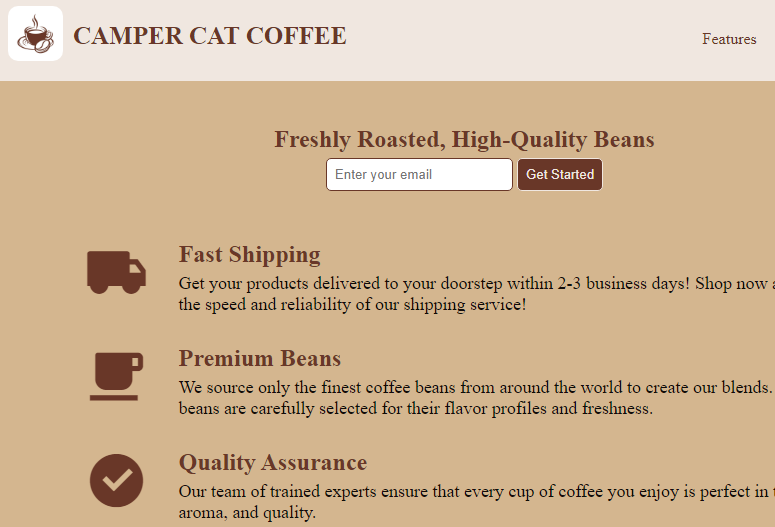 CAMPER CAT COFFEE
Features
Freshly Roasted, High-Quality Beans
Enter your email
Get Started
Fast Shipping
Get your products delivered to your doorstep within 2-3 business days! Shop now
the speed and reliability of our shipping service!
Premium Beans
We source only the finest coffee beans from around the world to create our blends.
beans are carefully selected for their flavor profiles and freshness.
Quality Assurance
Our team of trained experts ensure that every cup of coffee you enjoy is perfect in
aroma, and quality.